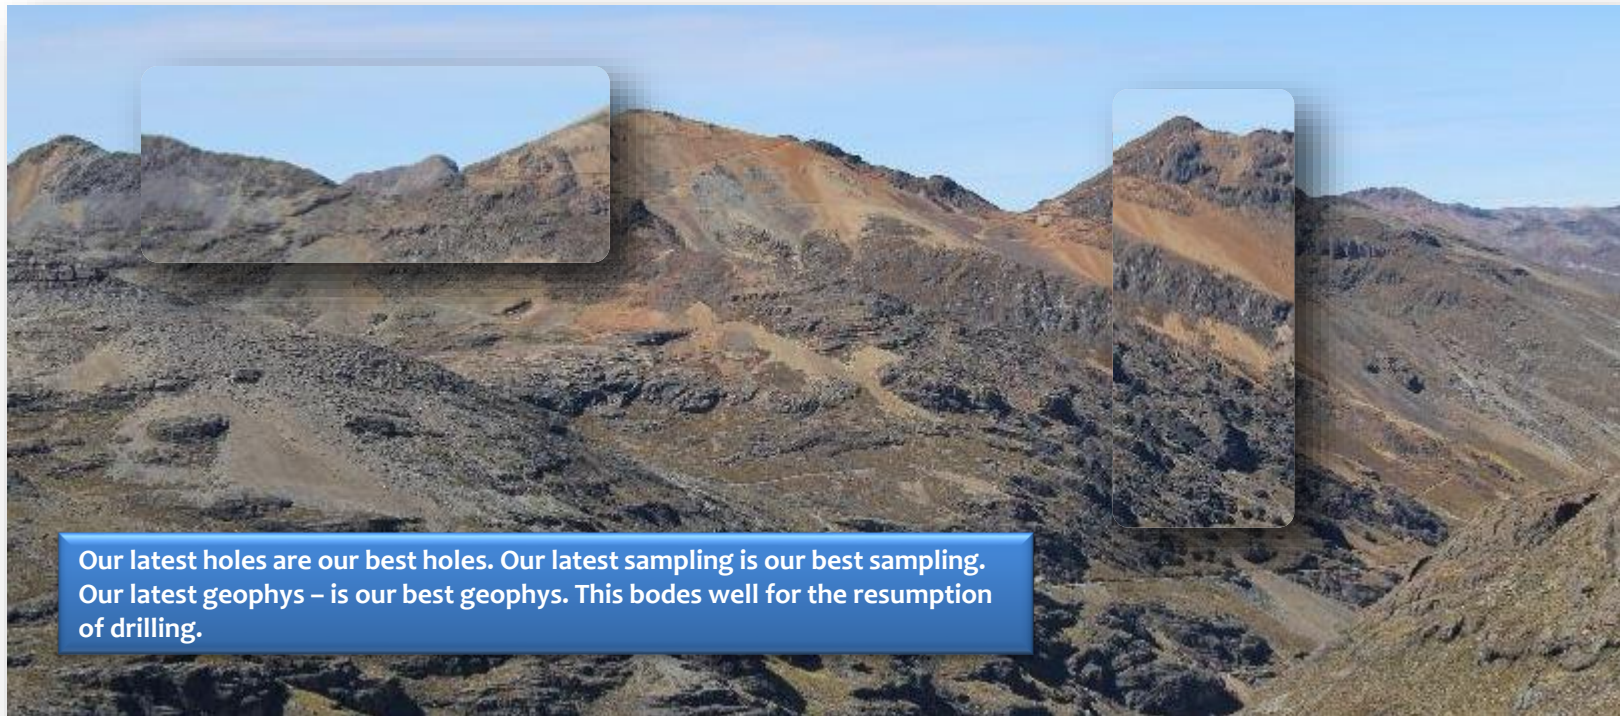 Our latest holes are our best holes. Our latest sampling is our best sampling.
Our latest geophys – is our best geophys. This bodes well for the resumption
of drilling.